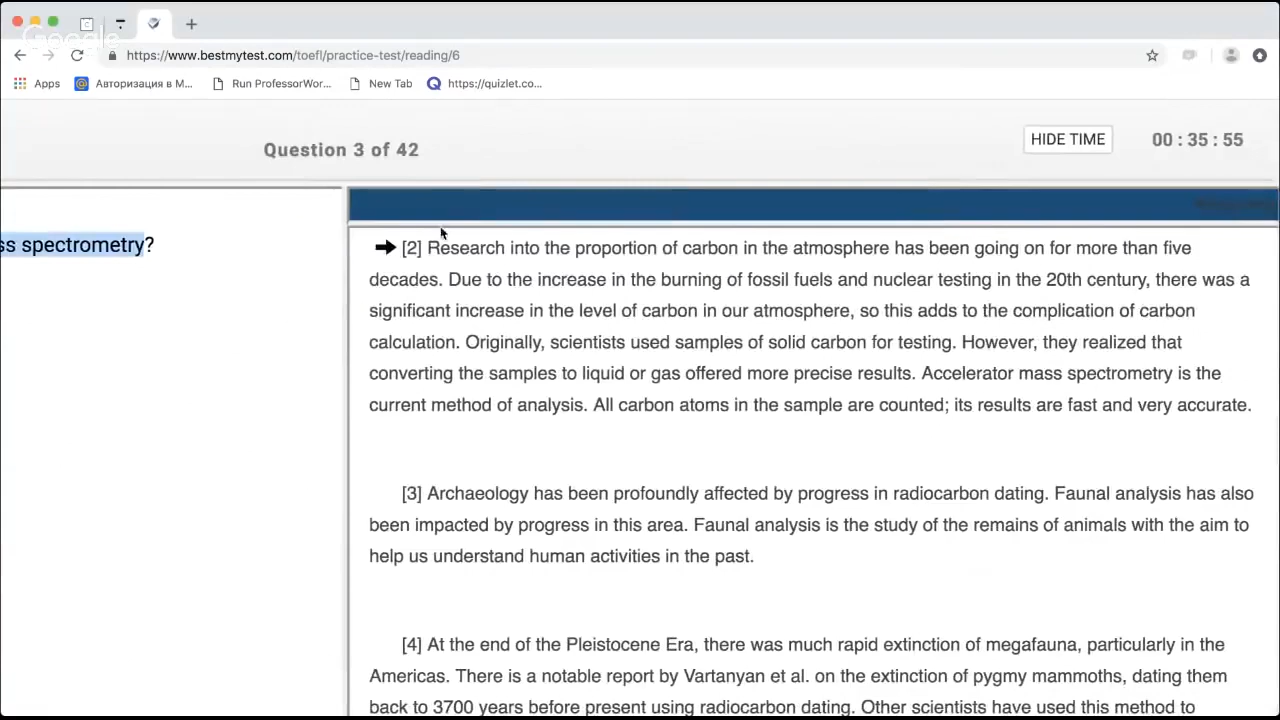 Google
https://www.bestmytest.com/toefl/practice-test/reading/6
Apps
Авторизация в М...
Run ProfessorWor...
New Tab
https://quizlet.co...
Question 3 of 42
HIDE TIME
00 : 35 : 55
ss spectrometry?
[2] Research into the proportion of carbon in the atmosphere has been going on for more than five
decades. Due to the increase in the burning of fossil fuels and nuclear testing in the 20th century, there was a
significant increase in the level of carbon in our atmosphere, so this adds to the complication of carbon
calculation. Originally, scientists used samples of solid carbon for testing. However, they realized that
converting the samples to liquid or gas offered more precise results. Accelerator mass spectrometry is the
current method of analysis. All carbon atoms in the sample are counted; its results are fast and very accurate.
[3] Archaeology has been profoundly affected by progress in radiocarbon dating. Faunal analysis has also
been impacted by progress in this area. Faunal analysis is the study of the remains of animals with the aim to
help us understand human activities in the past.
[4] At the end of the Pleistocene Era, there was much rapid extinction of megafauna, particularly in the
Americas. There is a notable report by Vartanyan et al. on the extinction of pygmy mammoths, dating them
back to 3700 years before present using radiocarbon dating. Other scientists have used this method to